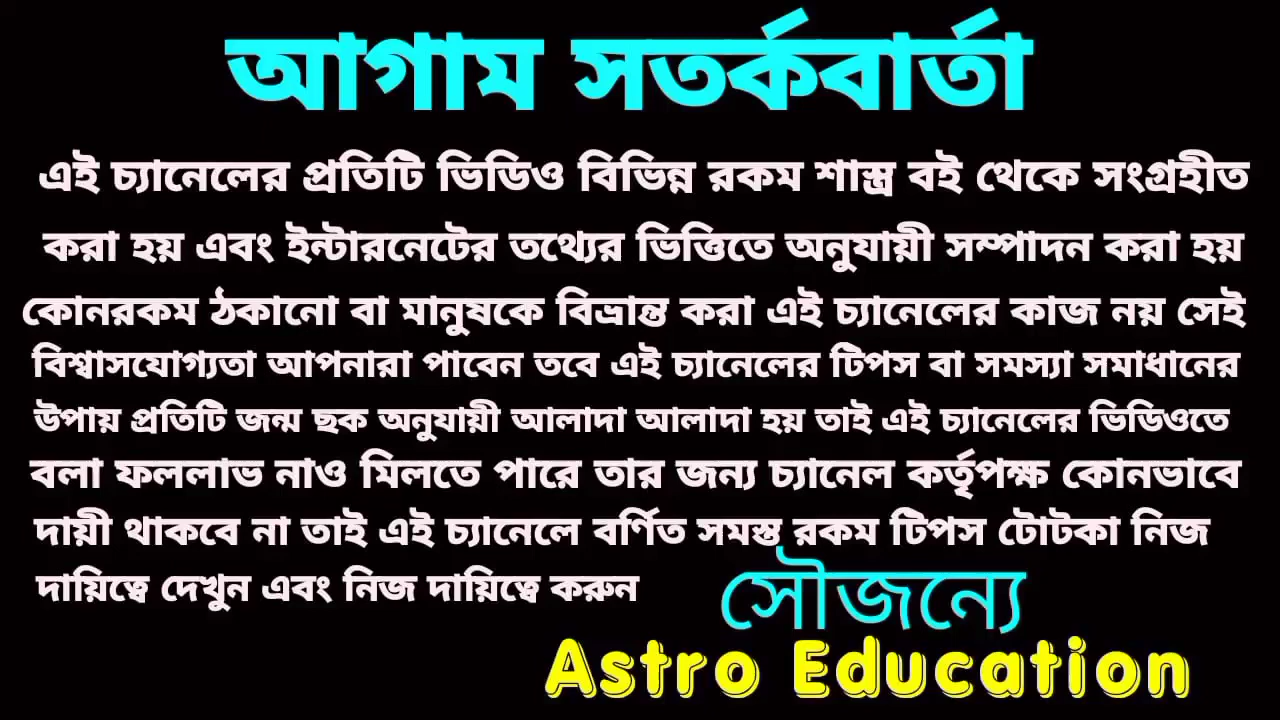 আগাম সতর্কবার্তা
এই চ্যানেলের প্রতিটি ভিডিও বিভিন্ন রকম শাস্ত্র বই থেকে সংগ্রহীত
করা হয় এবং ইন্টারনেটের তথ্যের ভিত্তিতে অনুযায়ী সম্পাদন করা হয়
কোনরকম ঠকানো বা মানুষকে বিভ্রান্ত করা এই চ্যানেলের কাজ নয় সেই
বিশ্বাসযোগ্যতা আপনারা পাবেন তবে এই চ্যানেলের টিপস বা সমস্যা সমাধানের
উপায় প্রতিটি জন্ম ছক অনুযায়ী আলাদা আলাদা হয় তাই এই চ্যানেলের ভিডিওতে
বলা ফললাভ নাও মিলতে পারে তার জন্য চ্যানেল কর্তৃপক্ষ কোনভাবে
দায়ী থাকবে না তাই এই চ্যানেলে বর্ণিত সমস্ত রকম টিপস টোটকা নিজ
দায়িত্বে দেখুন এবং নিজ দায়িত্বে করুন
সৌজন্যে
Astro Education